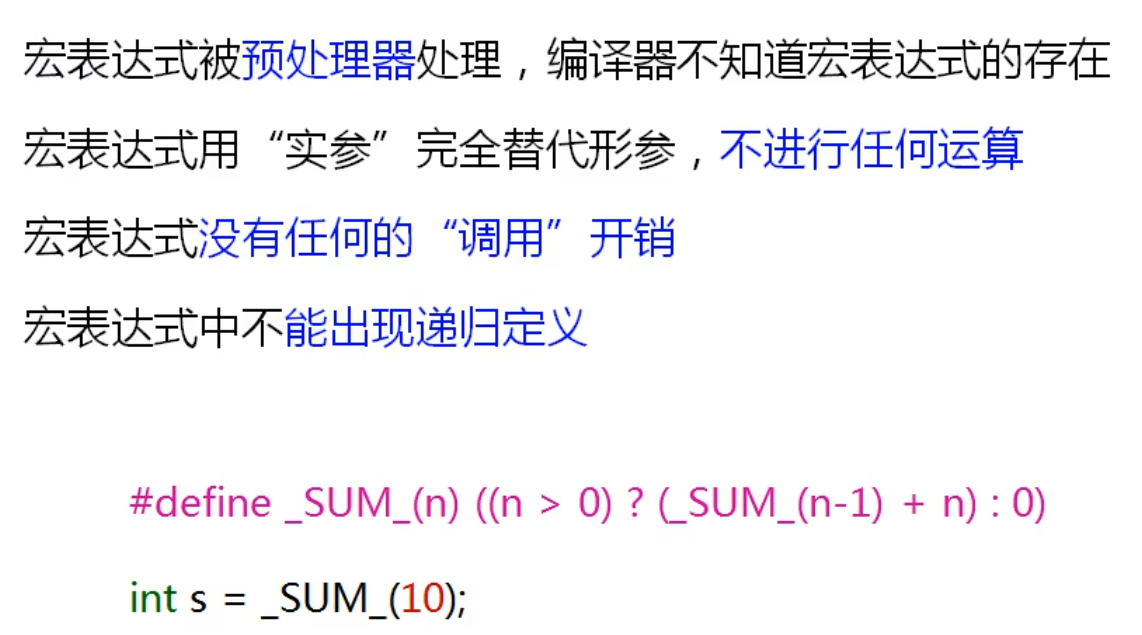 宏表达式被预处理器处理，编译器不知道宏表达式的存在
宏表达式用“实参”完全替代形参，不进行任何运算
宏表达式没有任何的“调用”开销
宏表达式中不能出现递归定义
#define _SUM_(n) ((n > 0) ? (_SUM_(n-1) + n) : 0)
int s = _SUM_(10);